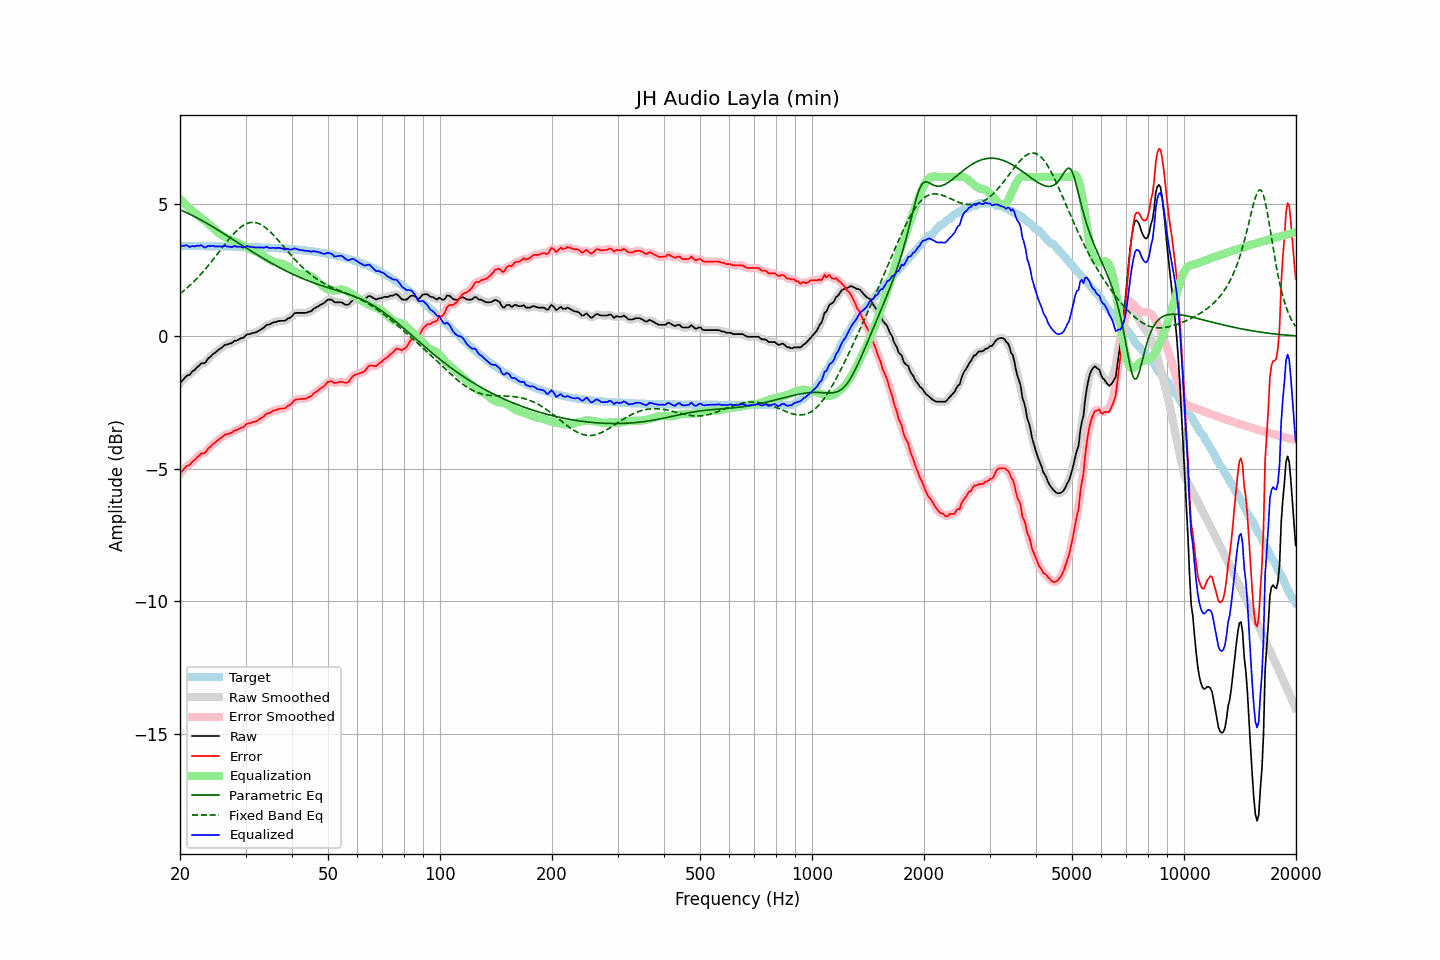 JH Audio Layla (min)
Amplitude (dBr)
5
0
−5
−10
−15
Target
Raw Smoothed
Error Smoothed
Raw
Error
Equalization
Parametric Eq
Fixed Band Eq
Equalized
20
50
100
200
500
1000
2000
5000
10000
20000
Frequency (Hz)